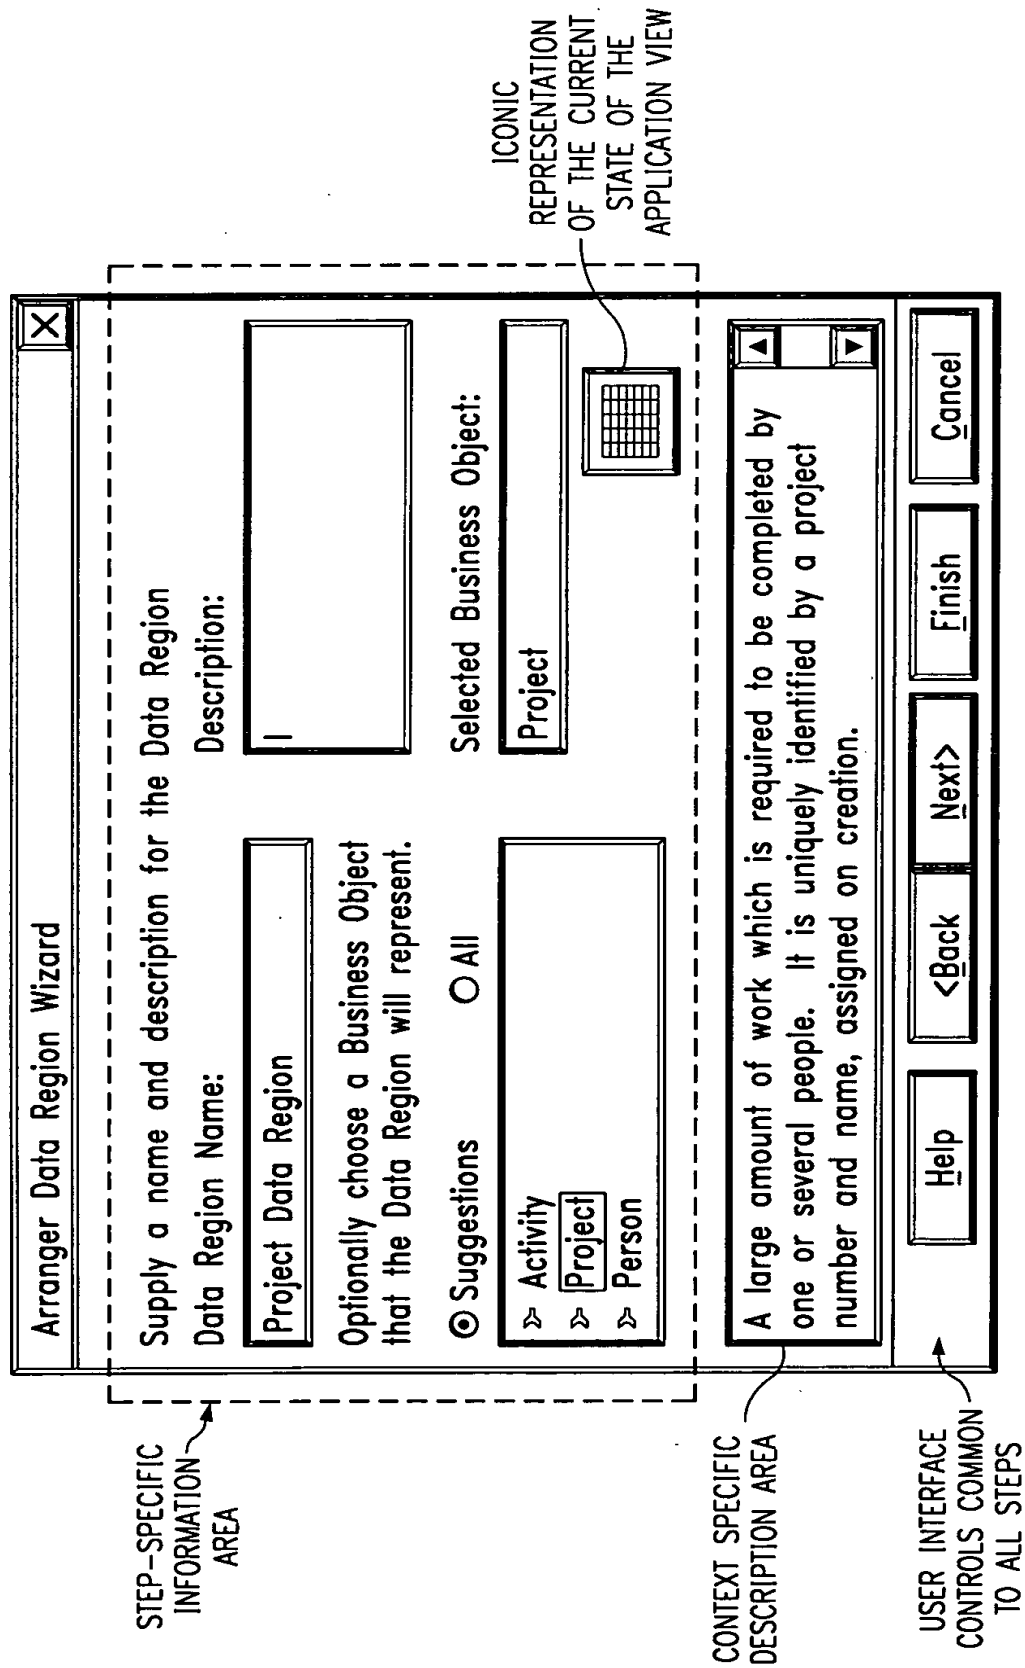 Arranger Data Region Wizard
X
Supply a name and description for the Data Region
Data Region Name:
Description:
Project Data Region
Optionally choose a Business Object
that the Data Region will represent.
Suggestions
All
Selected Business Object:
Activity
Project
Person
Project
A large amount of work which is required to be completed by
one or several people. It is uniquely identified by a project
number and name, assigned on creation.
Help
<Back
Next>
Finish
Cancel
STEP-SPECIFIC
INFORMATION
AREA
CONTEXT SPECIFIC
DESCRIPTION AREA
USER INTERFACE
CONTROLS COMMON
TO ALL STEPS
ICONIC
REPRESENTATION
OF THE CURRENT
STATE OF THE
APPLICATION VIEW